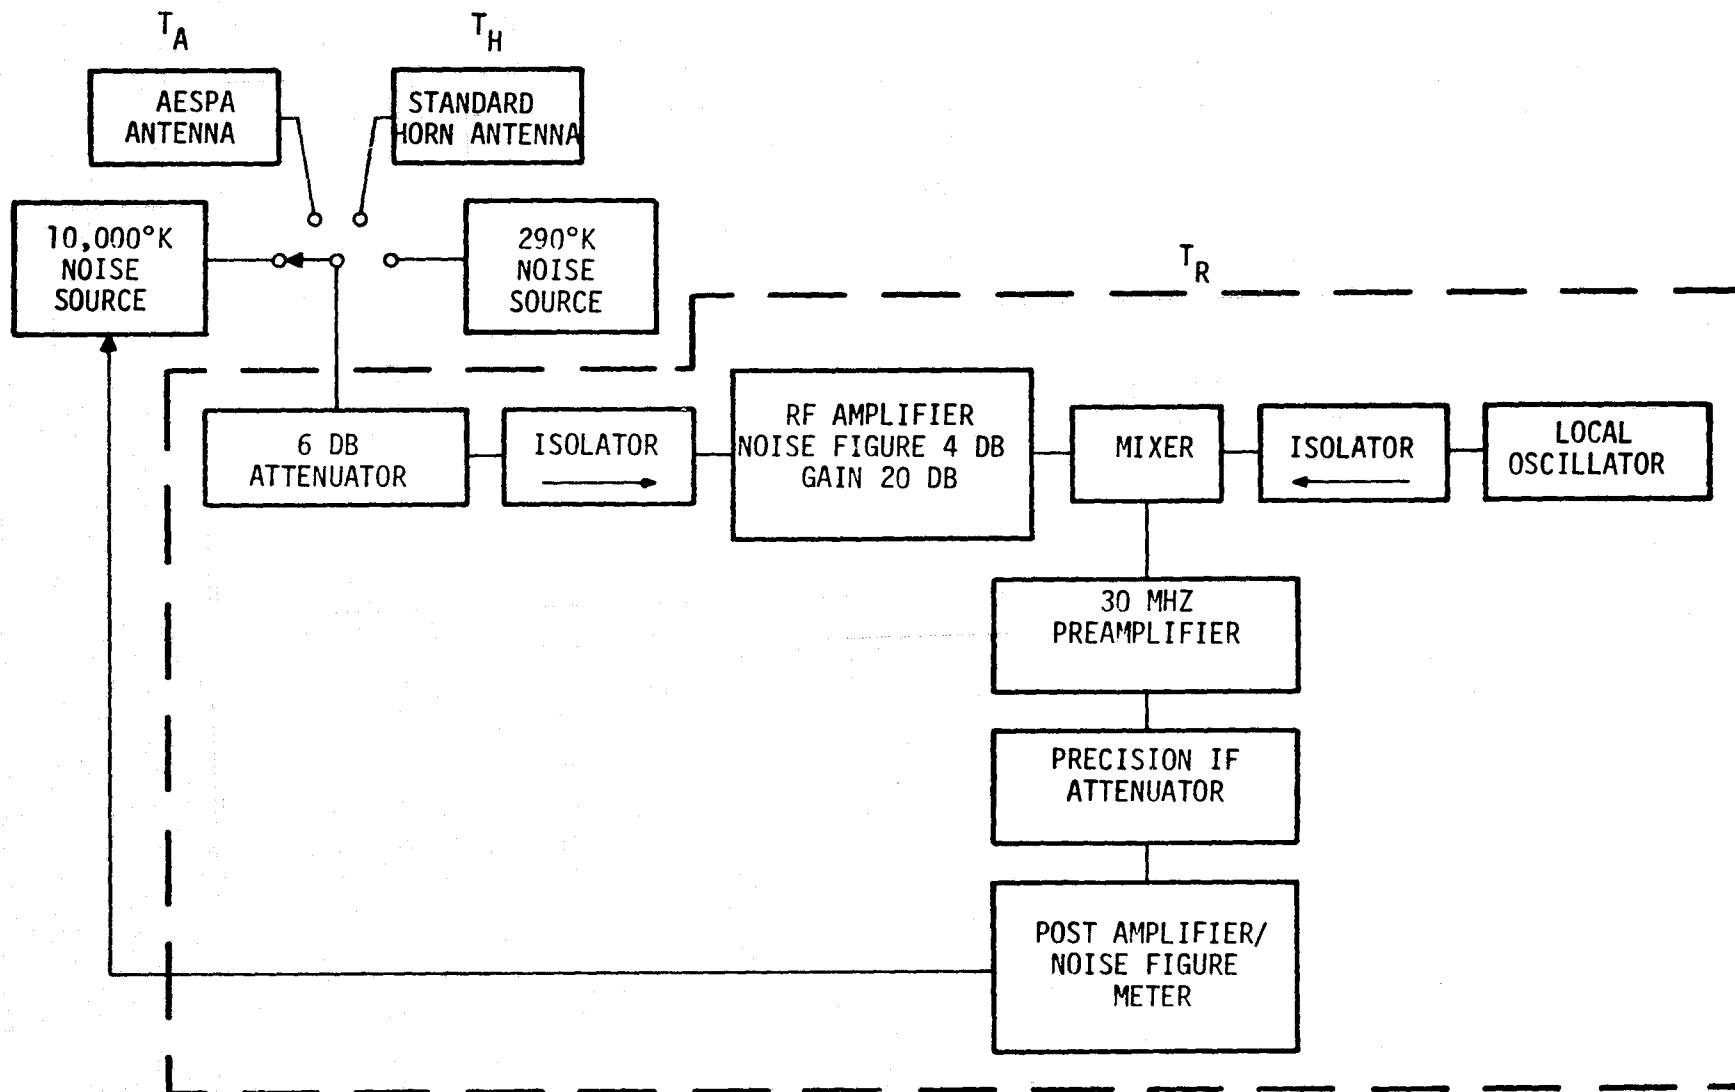 T_A
T_H
AESPA
ANTENNA
STANDARD
HORN ANTENNA
10,000°K
NOISE
SOURCE
290°K
NOISE
SOURCE
T_R
6 DB
ATTENUATOR
ISOLATOR
RF AMPLIFIER
NOISE FIGURE 4 DB
GAIN 20 DB
MIXER
ISOLATOR
LOCAL
OSCILLATOR
30 MHZ
PREAMPLIFIER
PRECISION IF
ATTENUATOR
POST AMPLIFIER/
NOISE FIGURE
METER